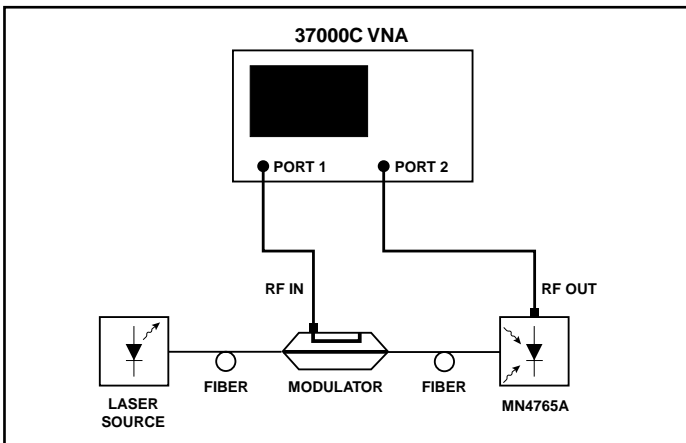 37000C VNA
PORT 1
PORT 2
RF IN
RF OUT
FIBER
MODULATOR
FIBER
LASER
SOURCE
MN4765A